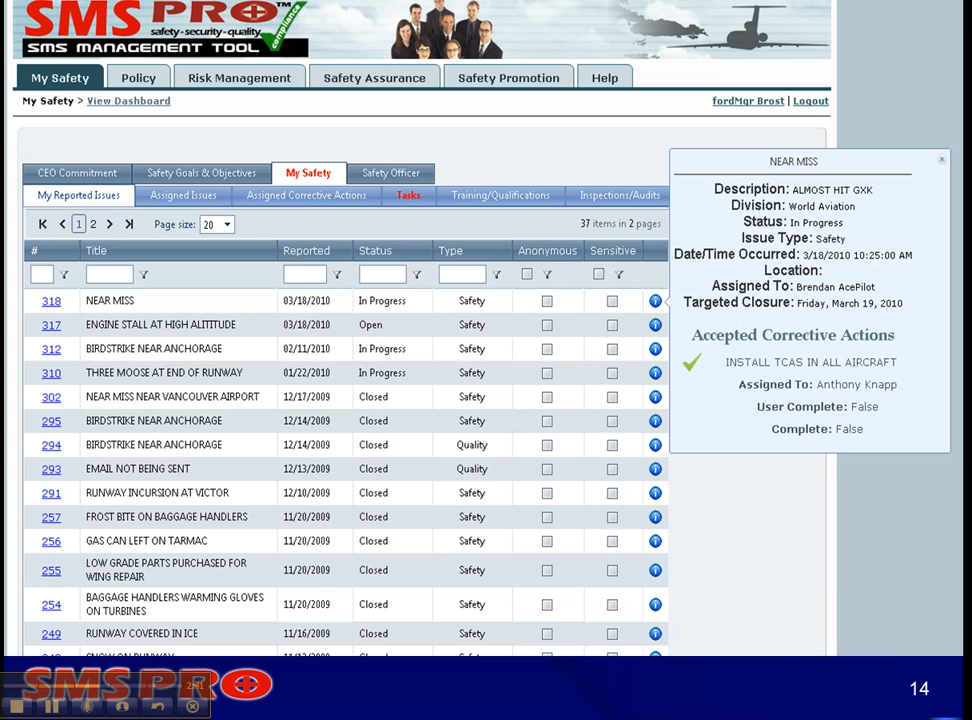 SMS PRO
safety-security-quality
compliance
SMS MANAGEMENT TOOL
My Safety Policy Risk Management Safety Assurance Safety Promotion Help
My Safety > View Dashboard fordMgr Brost | Logout
CEO Commitment Safety Goals & Objectives My Safety Safety Officer
My Reported Issues Assigned Issues Assigned Corrective Actions Tasks Training/Qualifications Inspections/Audits
1 2 Page size: 20 37 items in 2 pages
# Title Reported Status Type Anonymous Sensitive
318 NEAR MISS 03/18/2010 In Progress Safety
317 ENGINE STALL AT HIGH ALITITUDE 03/18/2010 Open Safety
312 BIRDSTRIKE NEAR ANCHORAGE 02/11/2010 In Progress Safety
310 THREE MOOSE AT END OF RUNWAY 01/22/2010 In Progress Safety
302 NEAR MISS NEAR VANCOUVER AIRPORT 12/17/2009 Closed Safety
295 BIRDSTRIKE NEAR ANCHORAGE 12/14/2009 Closed Safety
294 BIRDSTRIKE NEAR ANCHORAGE 12/14/2009 Closed Quality
293 EMAIL NOT BEING SENT 12/13/2009 Closed Quality
291 RUNWAY INCURSION AT VICTOR 12/10/2009 Closed Safety
257 FROST BITE ON BAGGAGE HANDLERS 11/20/2009 Closed Safety
256 GAS CAN LEFT ON TARMAC 11/20/2009 Closed Safety
255 LOW GRADE PARTS PURCHASED FOR 11/20/2009 Closed Safety
WING REPAIR
254 BAGGAGE HANDLERS WARMING GLOVES 11/20/2009 Closed Safety
ON TURBINES
249 RUNWAY COVERED IN ICE 11/16/2009 Closed Safety
NEAR MISS
Description: ALMOST HIT GXK
Division: World Aviation
Status: In Progress
Issue Type: Safety
Date/Time Occurred: 3/18/2010 10:25:00 AM
Location:
Assigned To: Brendan AcePilot
Targeted Closure: Friday, March 19, 2010
Accepted Corrective Actions
INSTALL TCAS IN ALL AIRCRAFT
Assigned To: Anthony Knapp
User Complete: False
Complete: False
SMS PRO
2:41
14